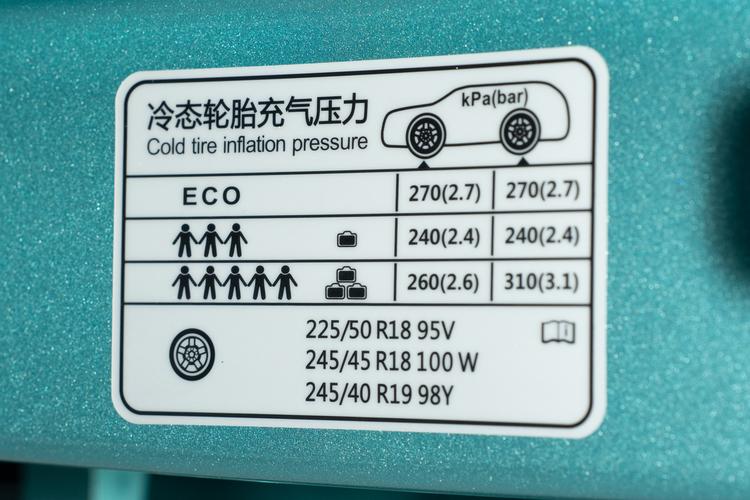 冷态轮胎充气压力
Cold tire inflation pressure
kPa(bar)
ECO 270(2.7) 270(2.7)
240(2.4) 240(2.4)
260(2.6) 310(3.1)
225/50 R18 95V
245/45 R18 100 W
245/40 R19 98Y